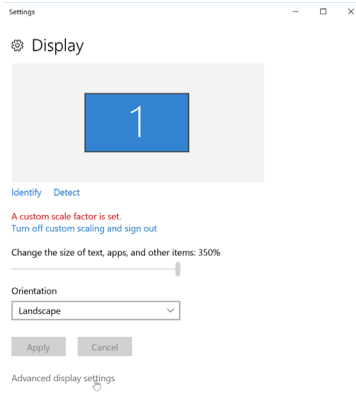 Settings
Display
1
Identify Detect
A custom scale factor is set.
Turn off custom scaling and sign out
Change the size of text, apps, and other items: 350%
Orientation
Landscape
Apply Cancel
Advanced display settings